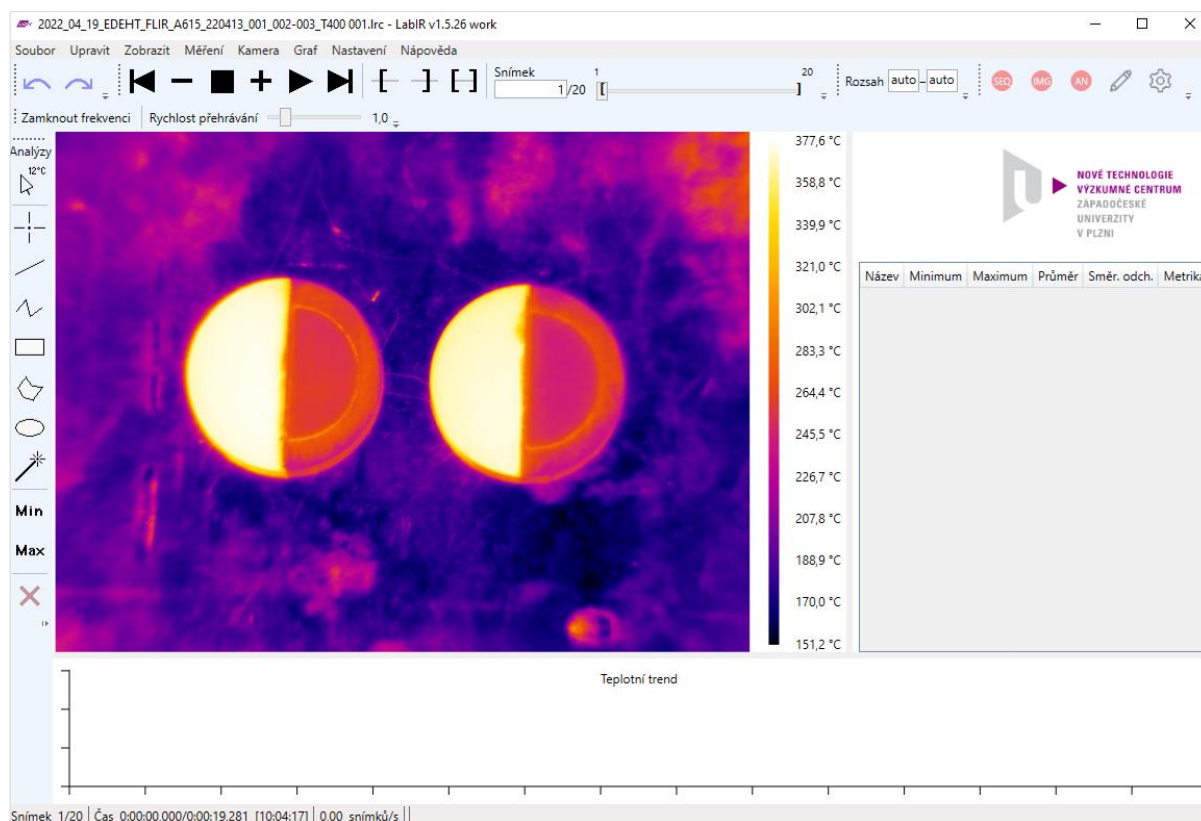 2022_04_19_EDEHT_FLIR_A615_220413_001_002-003_T400 001.lrc - LabIR v1.5.26 work
Soubor Upravit Zobrazit Měření Kamera Graf Nastavení Nápověda
Snímek
1/20
1
20
Rozsah auto – auto
SEQ IMG AN
Zamknout frekvenci Rychlost přehrávání 1,0
Analýzy
12°C
Min
Max
377,6 °C
358,8 °C
339,9 °C
321,0 °C
302,1 °C
283,3 °C
264,4 °C
245,5 °C
226,7 °C
207,8 °C
188,9 °C
170,0 °C
151,2 °C
NOVÉ TECHNOLOGIE
VÝZKUMNÉ CENTRUM
ZÁPADOČESKÉ
UNIVERZITY
V PLZNI
Název Minimum Maximum Průměr Směr. odch. Metrika
Teplotní trend
Snímek 1/20 Čas 0:00:00.000/0:00:19.281 [10:04:17] 0.00 snímků/s